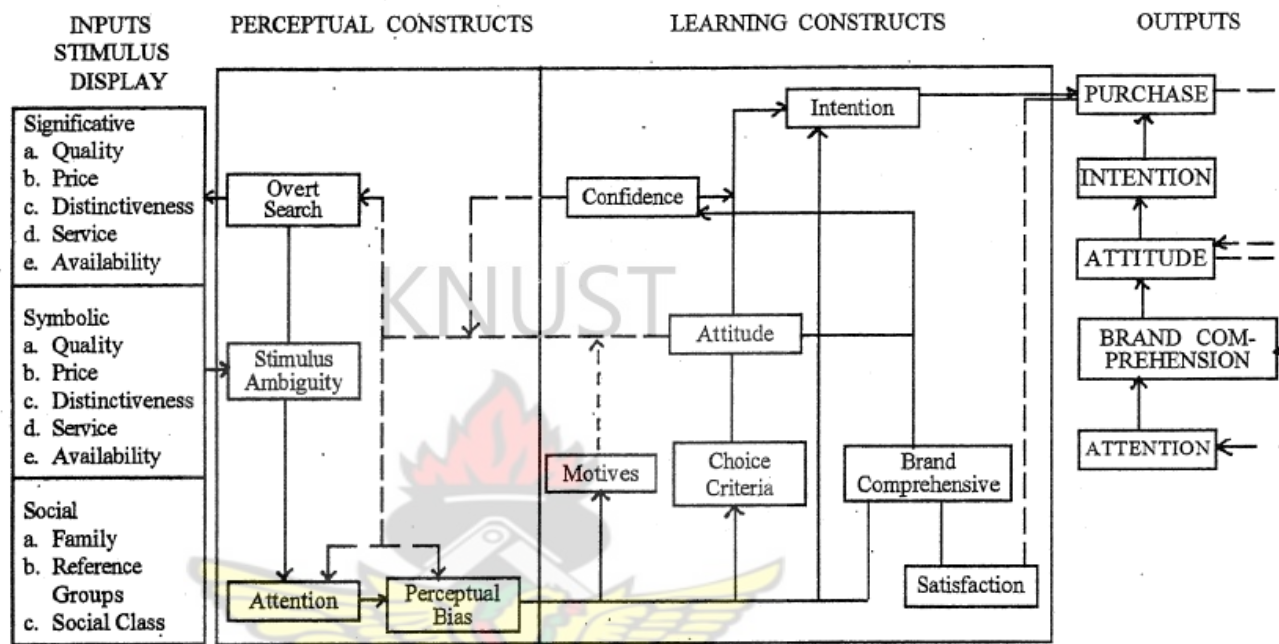 INPUTS
STIMULUS
DISPLAY
PERCEPTUAL CONSTRUCTS
LEARNING CONSTRUCTS
OUTPUTS
Significative
a. Quality
b. Price
c. Distinctiveness
d. Service
e. Availability
Symbolic
a. Quality
b. Price
c. Distinctiveness
d. Service
e. Availability
Social
a. Family
b. Reference
Groups
c. Social Class
Overt
Search
Stimulus
Ambiguity
Attention
Perceptual
Bias
KNUST
Intention
Confidence
Attitude
Motives
Choice
Criteria
Brand
Comprehensive
Satisfaction
PURCHASE
INTENTION
ATTITUDE
BRAND COM-
PREHENSION
ATTENTION